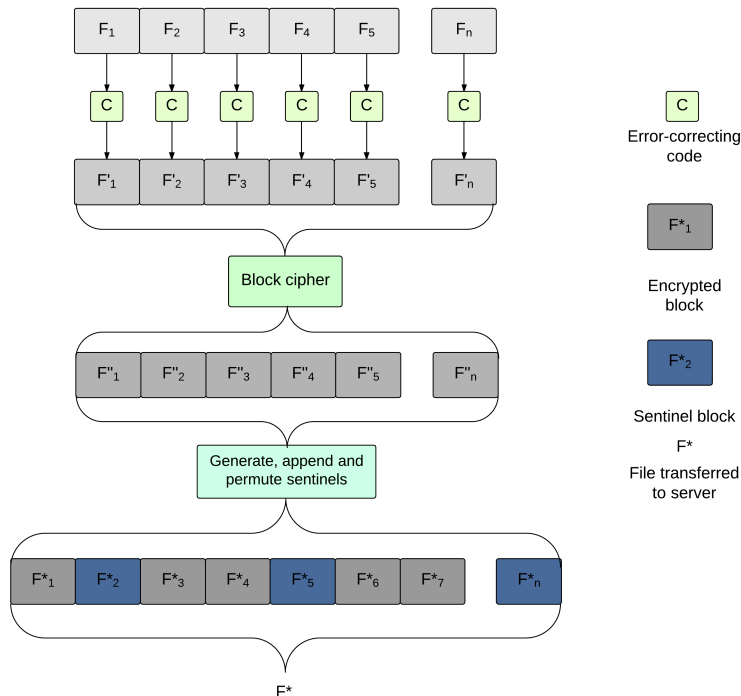 F₁ F₂ F₃ F₄ F₅ Fₙ
C C C C C C
F'₁ F'₂ F'₃ F'₄ F'₅ F'ₙ
Block cipher
F"₁ F"₂ F"₃ F"₄ F"₅ F"ₙ
Generate, append and
permute sentinels
F*₁ F*₂ F*₃ F*₄ F*₅ F*₆ F*₇ F*ₙ
F*
C
Error-correcting
code
F*₁
Encrypted
block
F*₂
Sentinel block
F*
File transferred
to server